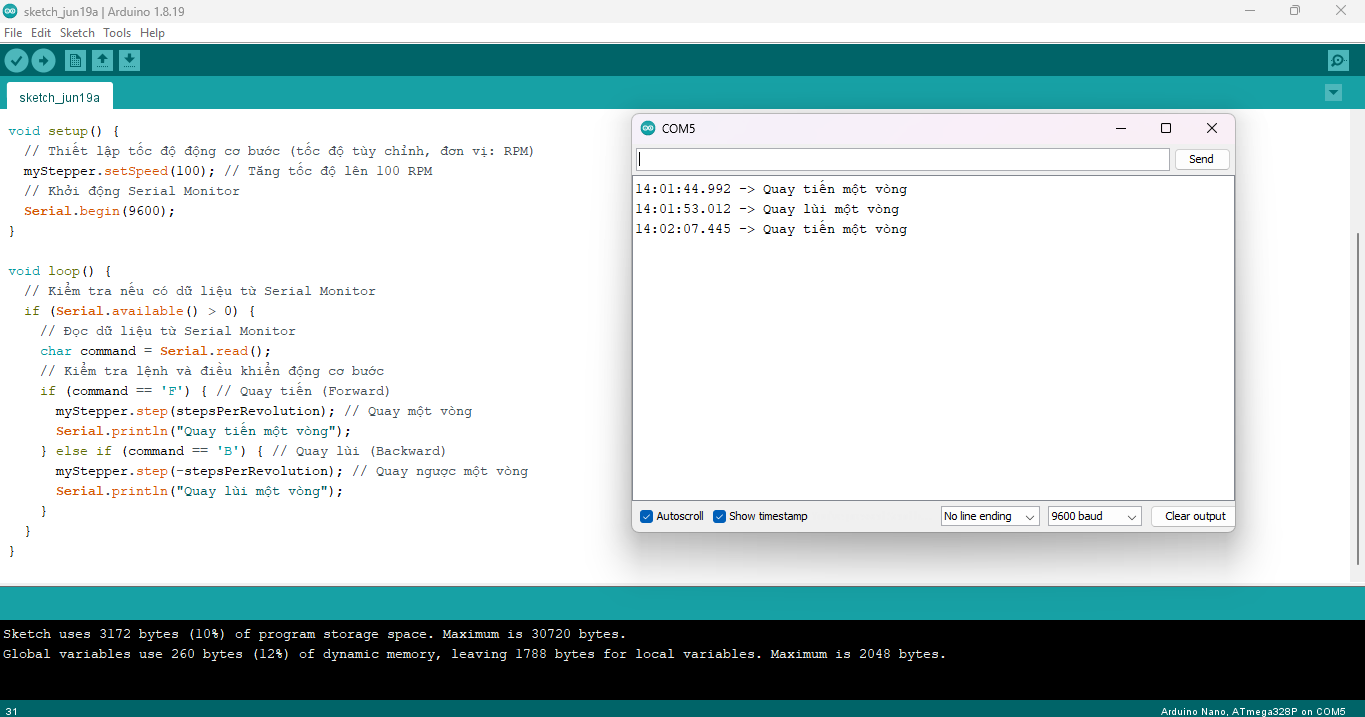 sketch_jun19a | Arduino 1.8.19
File Edit Sketch Tools Help
sketch_jun19a
void setup() {
// Thiết lập tốc độ động cơ bước (tốc độ tùy chỉnh, đơn vị: RPM)
myStepper.setSpeed(100); // Tăng tốc độ lên 100 RPM
// Khởi động Serial Monitor
Serial.begin(9600);
}
void loop() {
// Kiểm tra nếu có dữ liệu từ Serial Monitor
if (Serial.available() > 0) {
// Đọc dữ liệu từ Serial Monitor
char command = Serial.read();
// Kiểm tra lệnh và điều khiển động cơ bước
if (command == 'F') { // Quay tiến (Forward)
myStepper.step(stepsPerRevolution); // Quay một vòng
Serial.println("Quay tiến một vòng");
} else if (command == 'B') { // Quay lùi (Backward)
myStepper.step(-stepsPerRevolution); // Quay ngược một vòng
Serial.println("Quay lùi một vòng");
}
}
}
COM5
Send
14:01:44.992 -> Quay tiến một vòng
14:01:53.012 -> Quay lùi một vòng
14:02:07.445 -> Quay tiến một vòng
Autoscroll Show timestamp No line ending 9600 baud Clear output
Sketch uses 3172 bytes (10%) of program storage space. Maximum is 30720 bytes.
Global variables use 260 bytes (12%) of dynamic memory, leaving 1788 bytes for local variables. Maximum is 2048 bytes.
31 Arduino Nano, ATmega328P on COM5